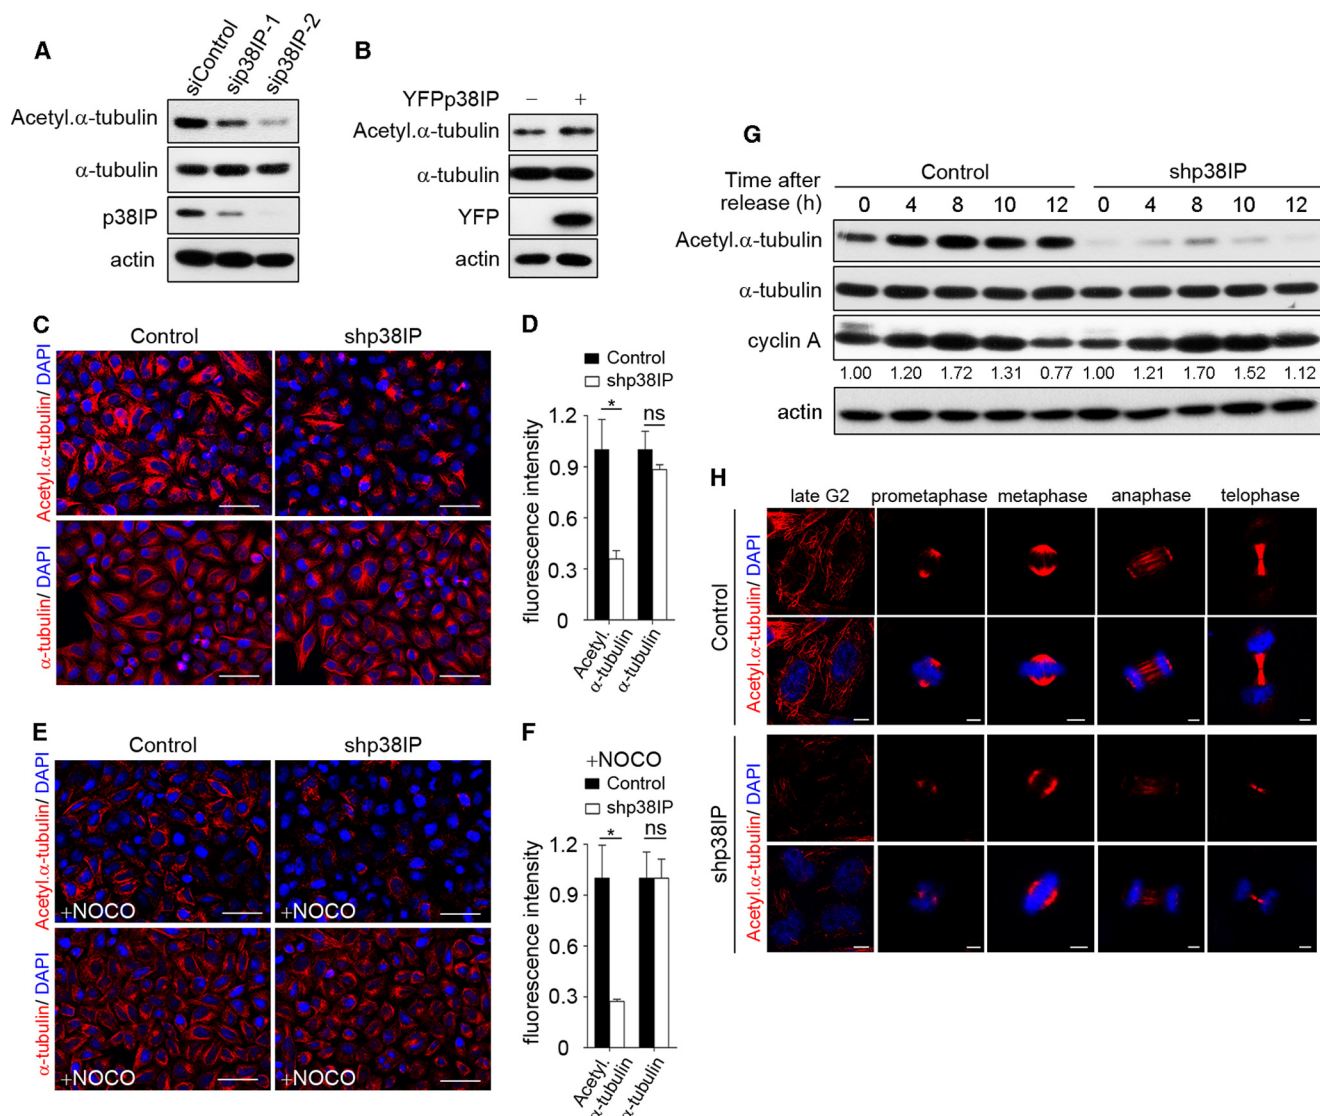 A
siControl
sip38IP-1
sip38IP-2
Acetyl.α-tubulin
α-tubulin
p38IP
actin
B
YFPp38IP − +
Acetyl.α-tubulin
α-tubulin
YFP
actin
C
Control shp38IP
Acetyl.α-tubulin/ DAPI
α-tubulin/ DAPI
D
Control
shp38IP
fluorescence intensity
1.2
0.9
0.6
0.3
0
* ns
Acetyl.
α-tubulin
α-tubulin
E
Control shp38IP
Acetyl.α-tubulin/ DAPI
+NOCO +NOCO
α-tubulin/ DAPI
+NOCO +NOCO
F
+NOCO
Control
shp38IP
fluorescence intensity
1.2
0.9
0.6
0.3
0
* ns
Acetyl.
α-tubulin
α-tubulin
G
Control shp38IP
Time after
release (h)
0 4 8 10 12 0 4 8 10 12
Acetyl.α-tubulin
α-tubulin
cyclin A
1.00 1.20 1.72 1.31 0.77 1.00 1.21 1.70 1.52 1.12
actin
H
late G2 prometaphase metaphase anaphase telophase
Control
Acetyl.α-tubulin/ DAPI
shp38IP
Acetyl.α-tubulin/ DAPI